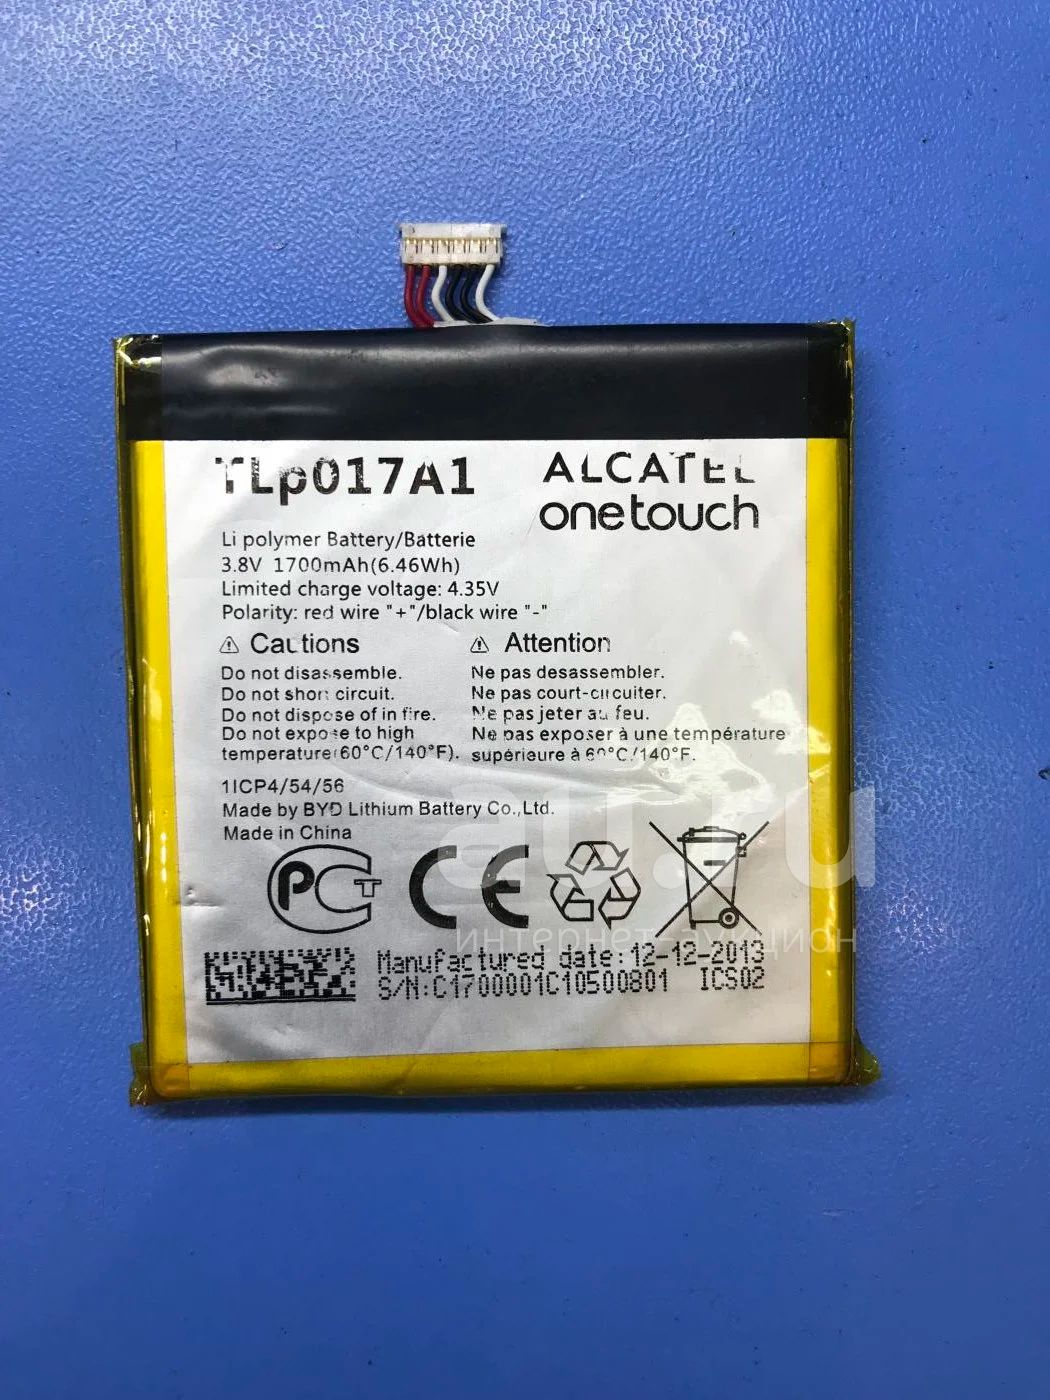 TLp017A1
ALCATEL
onetouch
Li polymer Battery/Batterie
3.8V 1700mAh(6.46Wh)
Limited charge voltage: 4.35V
Polarity: red wire "+"/black wire "-"
⚠ Cautions
Do not disassemble.
Do not short circuit.
Do not dispose of in fire.
Do not expose to high
temperature(60°C/140°F).
⚠ Attention
Ne pas desassembler.
Ne pas court-circuiter.
Ne pas jeter au feu.
Ne pas exposer à une température
supérieure à 60°C/140°F.
1ICP4/54/56
Made by BYD Lithium Battery Co.,Ltd.
Made in China
PCT
CE
Manufactured date:12-12-2013
S/N:C1700001C10500801 ICS02
au.ru
интернет-аукцион